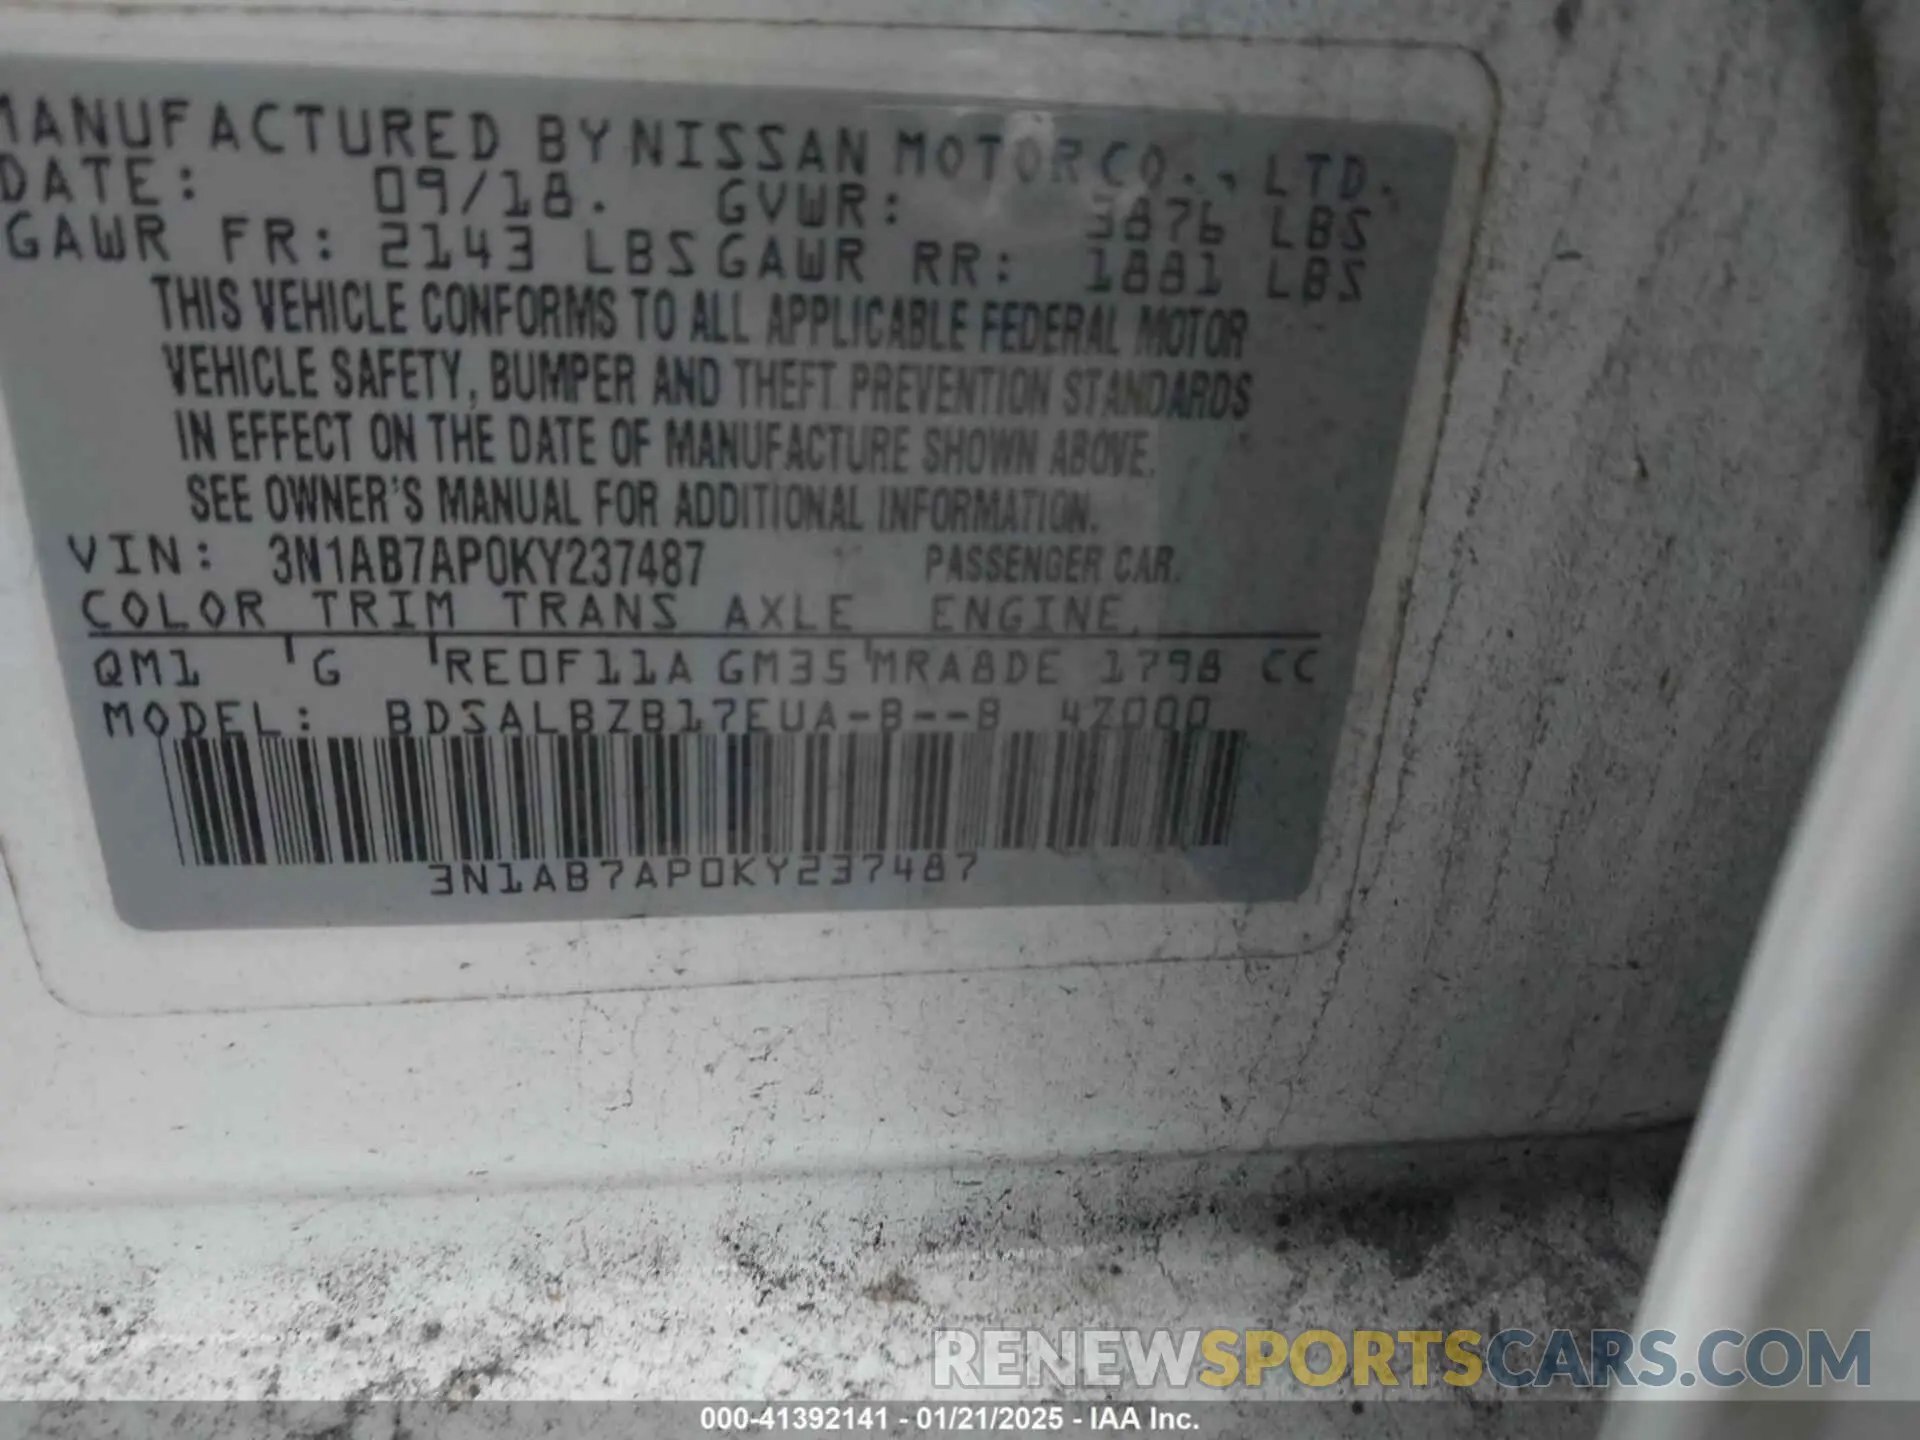 MANUFACTURED BY NISSAN MOTOR CO., LTD.
DATE: 09/18. GVWR: 3876 LBS
GAWR FR: 2143 LBS GAWR RR: 1881 LBS
THIS VEHICLE CONFORMS TO ALL APPLICABLE FEDERAL MOTOR
VEHICLE SAFETY, BUMPER AND THEFT PREVENTION STANDARDS
IN EFFECT ON THE DATE OF MANUFACTURE SHOWN ABOVE.
SEE OWNER'S MANUAL FOR ADDITIONAL INFORMATION.
VIN: 3N1AB7AP0KY237487 PASSENGER CAR.
COLOR TRIM TRANS AXLE ENGINE
QM1 G RE0F11A GM35 MRA8DE 1798 CC
MODEL: BDSALBZB17EUA-B--B 4Z000
3N1AB7AP0KY237487
RENEWSPORTSCARS.COM
000-41392141 - 01/21/2025 - IAA Inc.